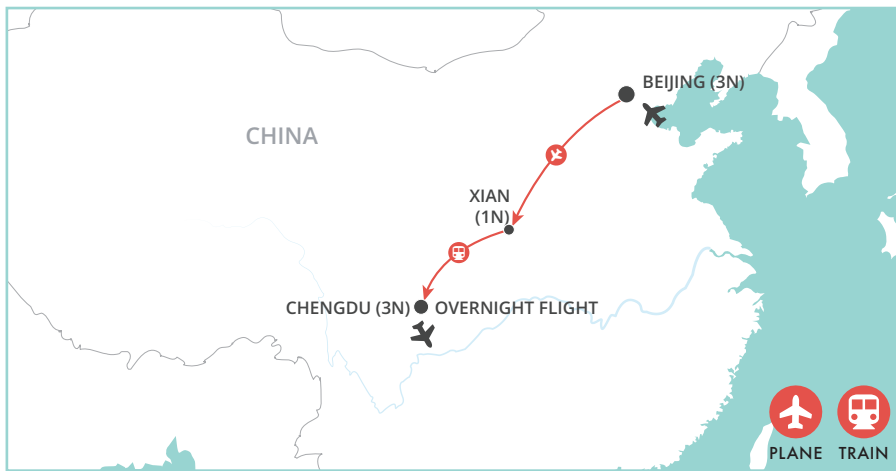 BEIJING (3N)
CHINA
XIAN
(1N)
CHENGDU (3N) OVERNIGHT FLIGHT
PLANE TRAIN